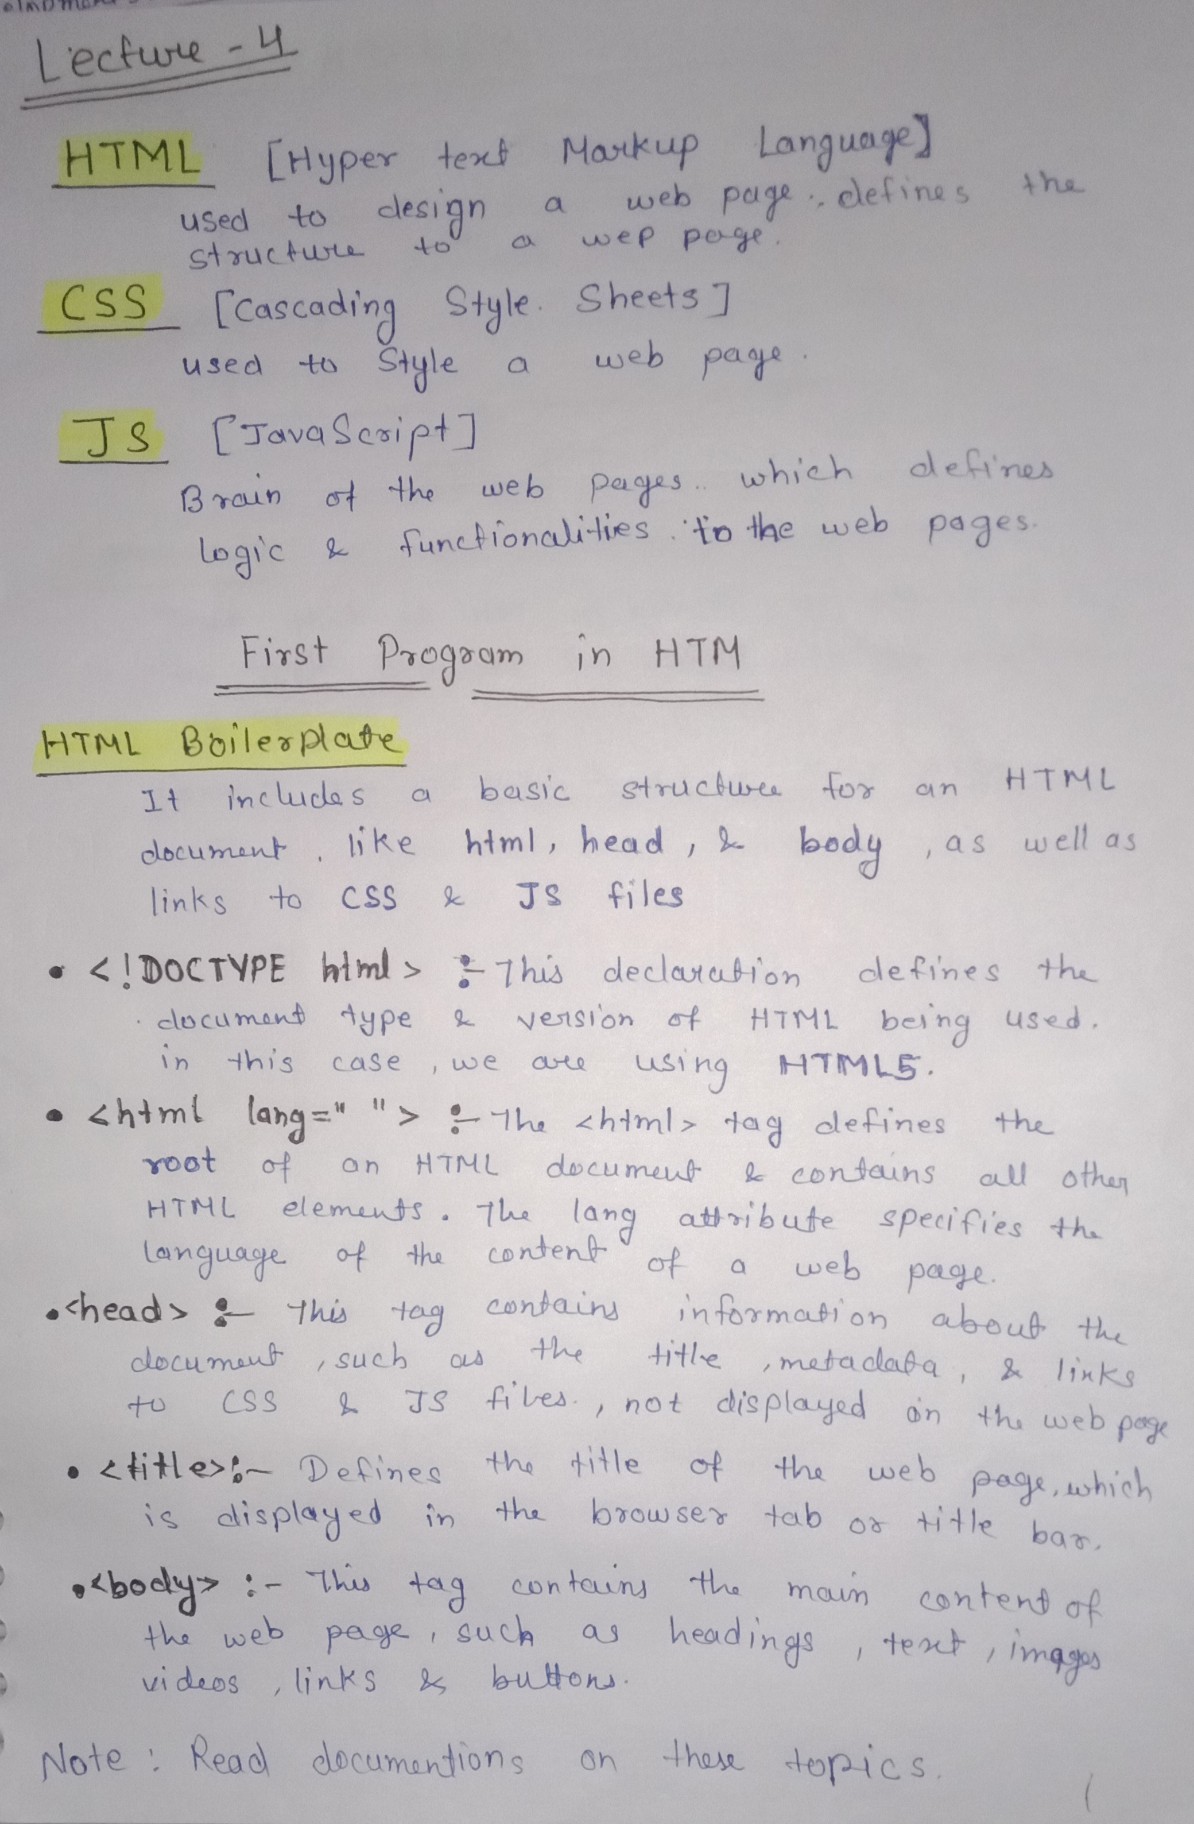 Lecture - 4
HTML [Hyper text Markup Language]
used to design a web page., defines the
structure to a wep page.
CSS [Cascading Style. Sheets]
used to Style a web page.
JS [JavaScript]
Brain of the web pages.. which defines
logic & functionalities. to the web pages.
First Program in HTM
HTML Boilerplate
It includes a basic structure for an HTML
document, like html, head, & body, as well as
links to CSS & JS files
• <!DOCTYPE html> :- This declaration defines the
document type & version of HTML being used.
in this case, we are using HTML5.
• <html lang=" "> :- The <html> tag defines the
root of an HTML document & contains all other
HTML elements. The lang attribute specifies the
language of the content of a web page.
• <head> :- This tag contains information about the
document, such as the title, metadata, & links
to CSS & JS files., not displayed on the web page
• <title> :- Defines the title of the web page, which
is displayed in the browser tab or title bar.
• <body> :- This tag contains the main content of
the web page, such as headings, text, images
videos, links & buttons.
Note : Read documentions on these topics.